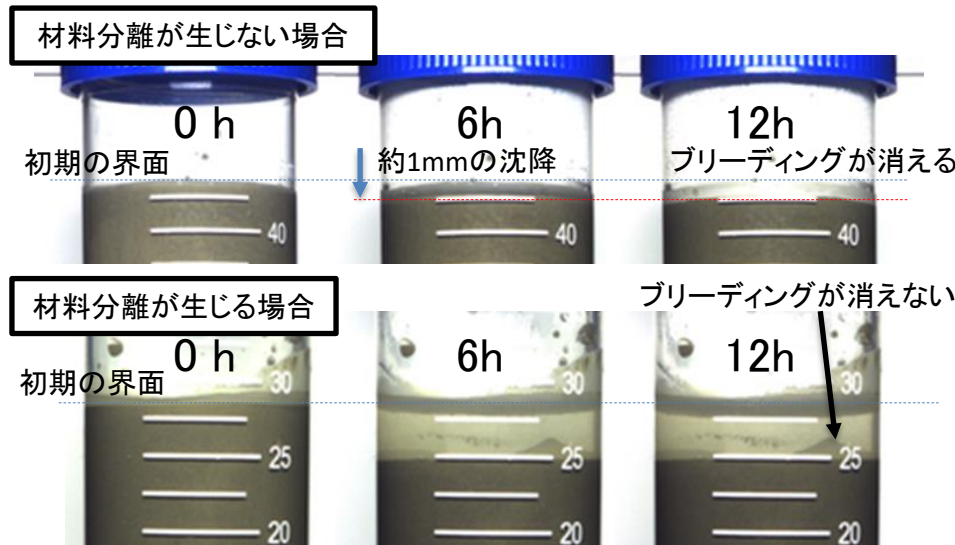 材料分離が生じない場合
0 h
6h
12h
初期の界面
約1mmの沈降
ブリーディングが消える
40
40
40
材料分離が生じる場合
ブリーディングが消えない
0 h
6h
12h
初期の界面
30
30
30
25
25
25
20
20
20